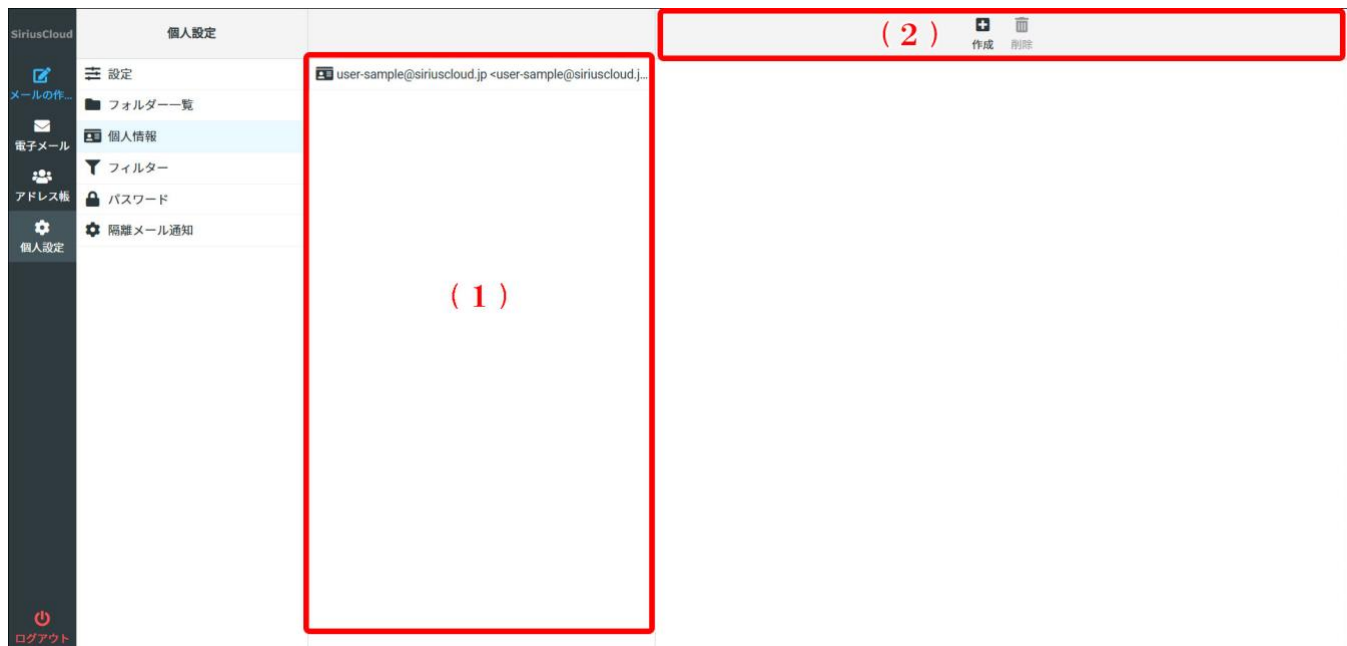 SiriusCloud
メールの作...
電子メール
アドレス帳
個人設定
ログアウト
個人設定
設定
フォルダー一覧
個人情報
フィルター
パスワード
隔離メール通知
user-sample@siriuscloud.jp <user-sample@siriuscloud.j...
(1)
(2)
作成
削除